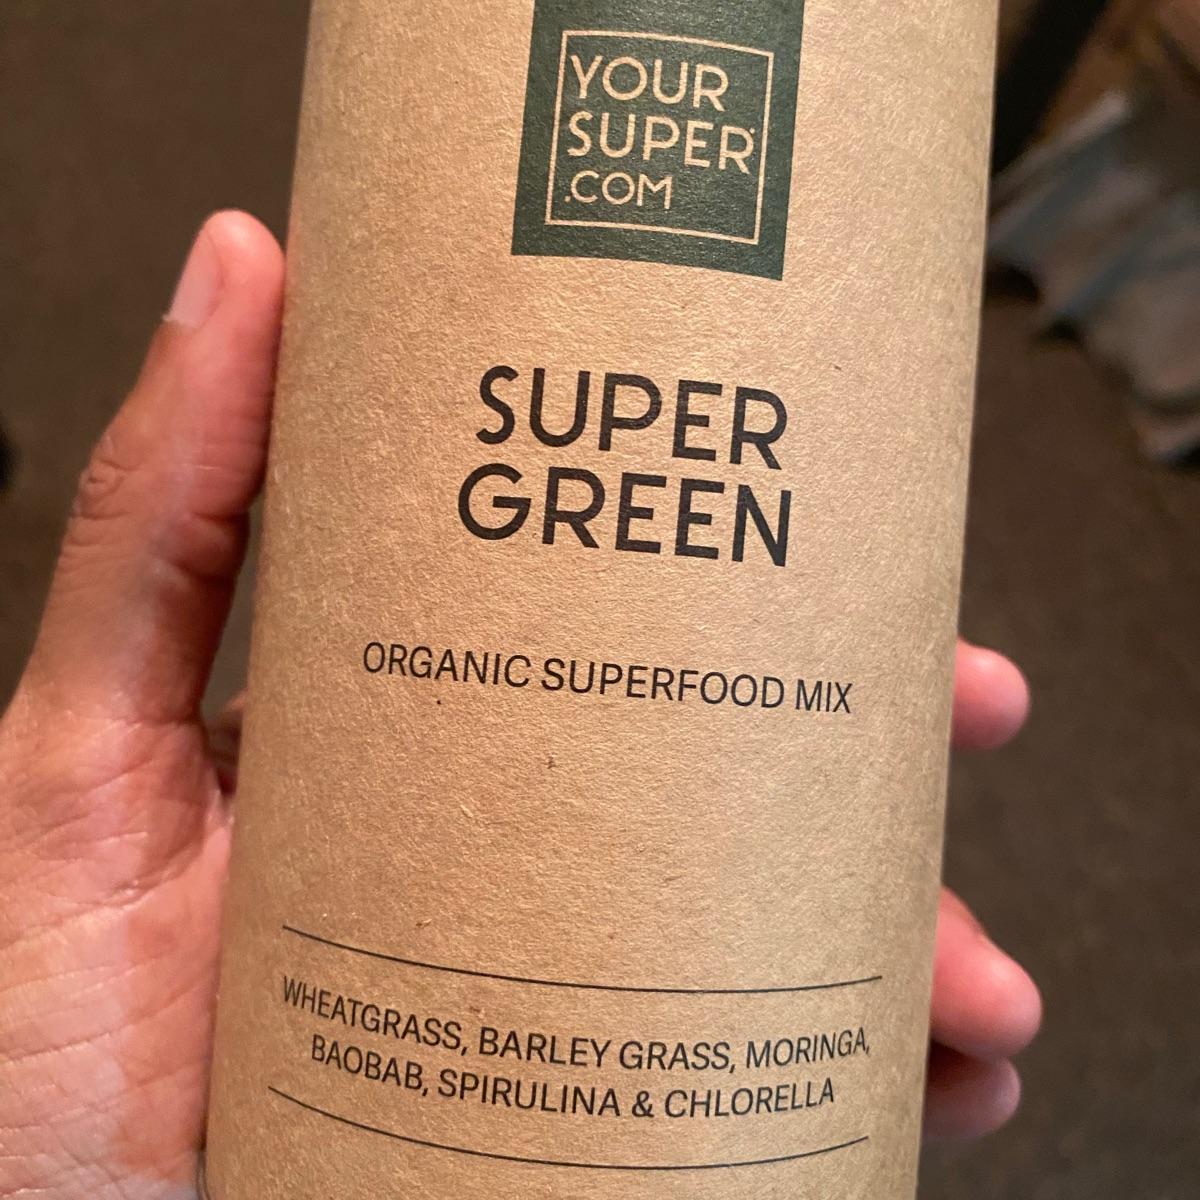 YOUR
SUPER
.COM
SUPER
GREEN
ORGANIC SUPERFOOD MIX
WHEATGRASS, BARLEY GRASS, MORINGA,
BAOBAB, SPIRULINA & CHLORELLA